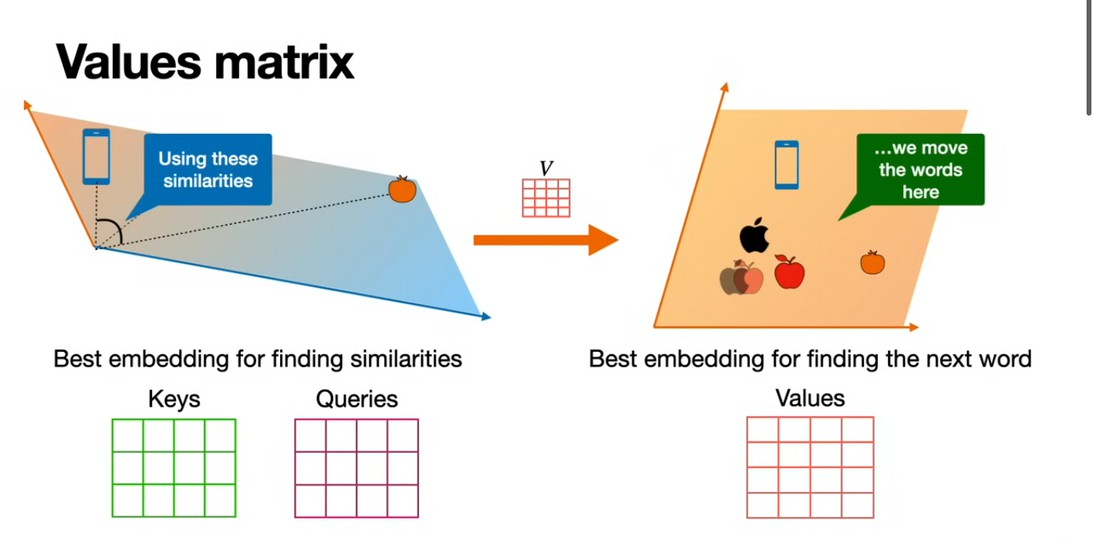 Values matrix
Using these
similarities
V
...we move
the words
here
Best embedding for finding similarities
Best embedding for finding the next word
Keys
Queries
Values